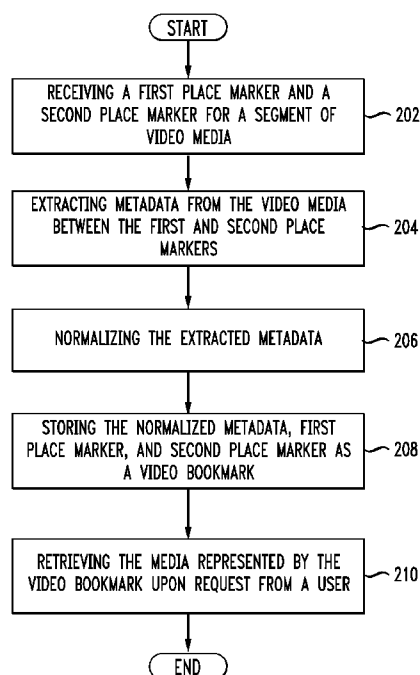 START
RECEIVING A FIRST PLACE MARKER AND A
SECOND PLACE MARKER FOR A SEGMENT OF
VIDEO MEDIA
202
EXTRACTING METADATA FROM THE VIDEO MEDIA
BETWEEN THE FIRST AND SECOND PLACE
MARKERS
204
NORMALIZING THE EXTRACTED METADATA
206
STORING THE NORMALIZED METADATA, FIRST
PLACE MARKER, AND SECOND PLACE MARKER AS
A VIDEO BOOKMARK
208
RETRIEVING THE MEDIA REPRESENTED BY THE
VIDEO BOOKMARK UPON REQUEST FROM A USER
210
END